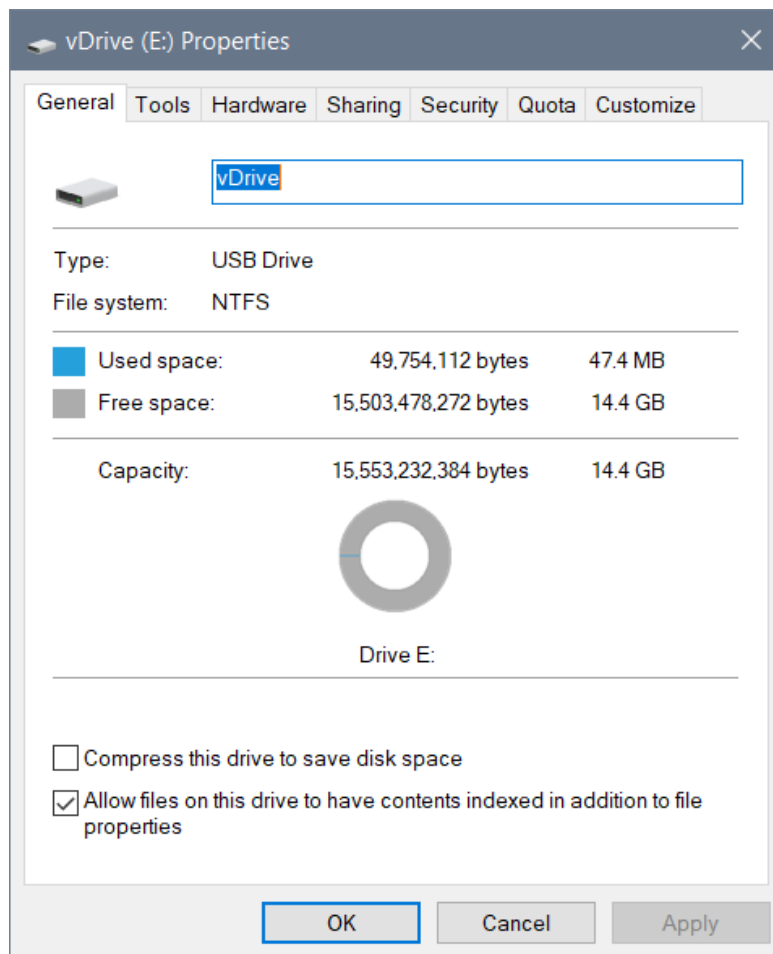 vDrive (E:) Properties
General Tools Hardware Sharing Security Quota Customize
vDrive
Type: USB Drive
File system: NTFS
Used space: 49,754,112 bytes 47.4 MB
Free space: 15,503,478,272 bytes 14.4 GB
Capacity: 15,553,232,384 bytes 14.4 GB
Drive E:
Compress this drive to save disk space
Allow files on this drive to have contents indexed in addition to file
properties
OK Cancel Apply